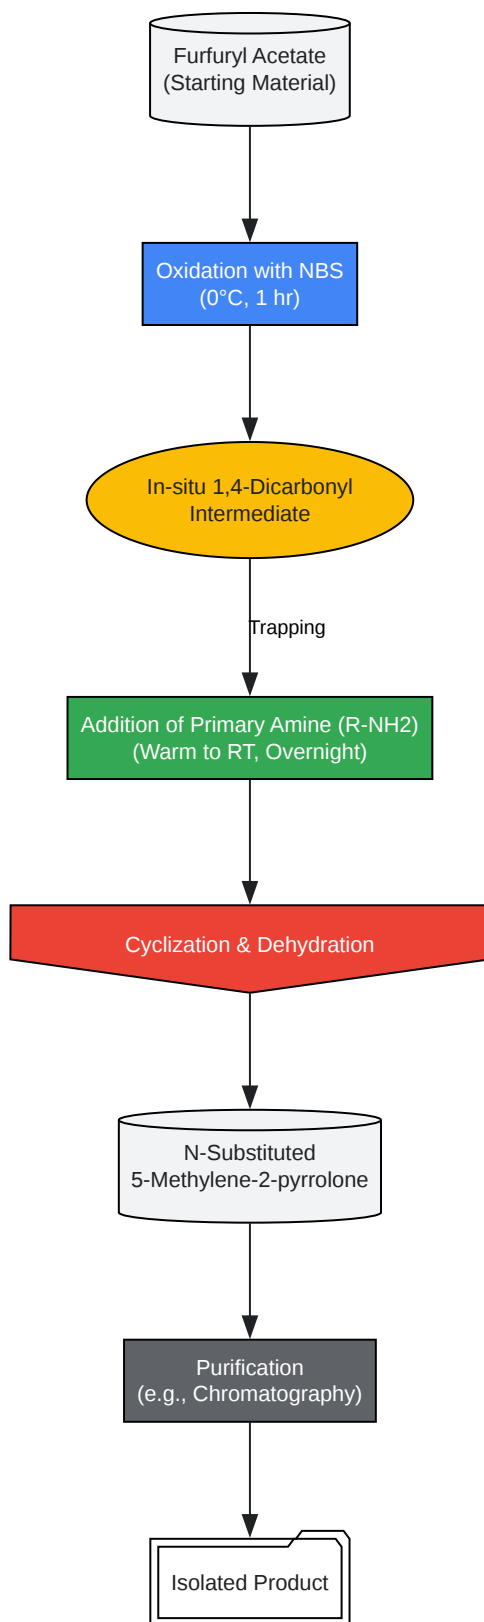 Furfuryl Acetate
(Starting Material)
Oxidation with NBS
(0°C, 1 hr)
In-situ 1,4-Dicarbonyl
Intermediate
Trapping
Addition of Primary Amine (R-NH2)
(Warm to RT, Overnight)
Cyclization & Dehydration
N-Substituted
5-Methylene-2-pyrrolone
Purification
(e.g., Chromatography)
Isolated Product